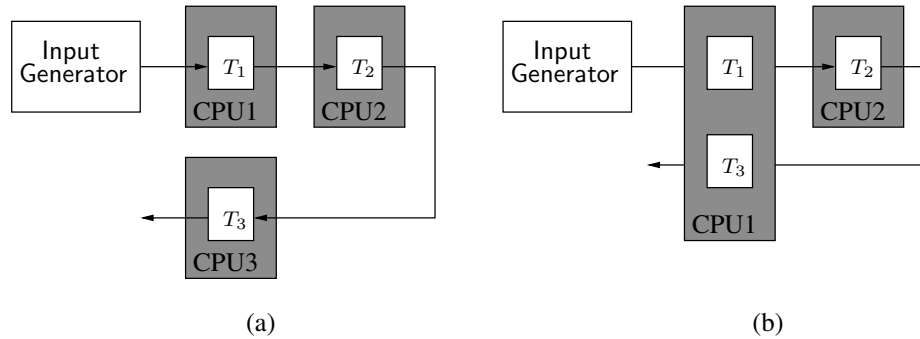 Input
Generator
T₁
CPU1
T₂
CPU2
T₃
CPU3
(a)
Input
Generator
T₁
T₂
CPU2
T₃
CPU1
(b)